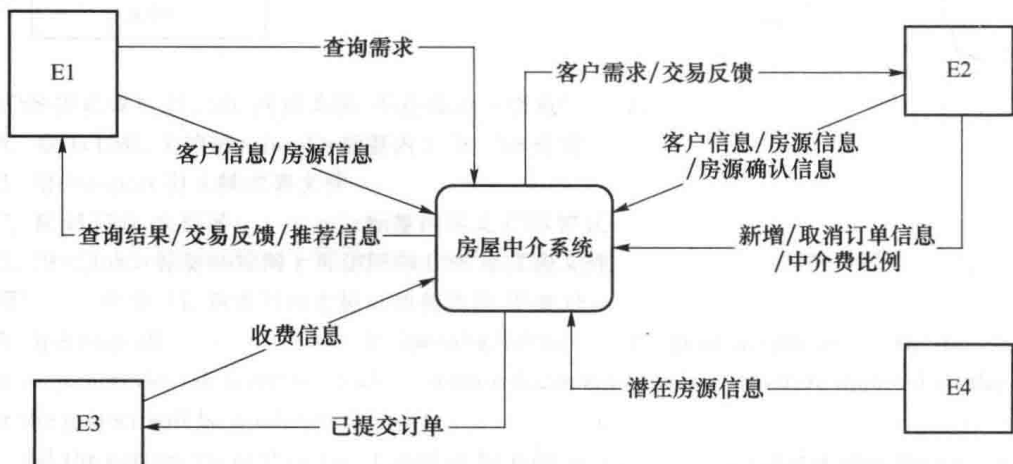 E1
查询需求
客户需求/交易反馈
E2
客户信息/房源信息
客户信息/房源信息
/房源确认信息
查询结果/交易反馈/推荐信息
房屋中介系统
新增/取消订单信息
/中介费比例
收费信息
潜在房源信息
E3
已提交订单
E4